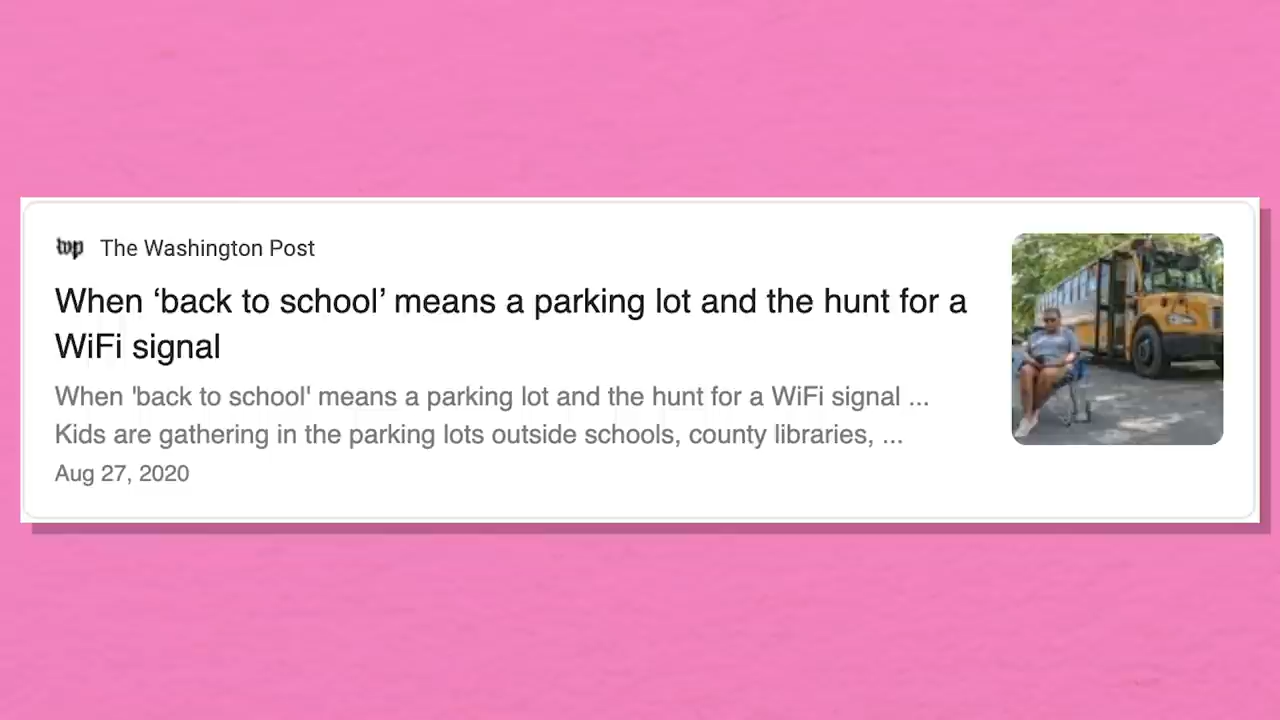 wp The Washington Post
When ‘back to school’ means a parking lot and the hunt for a
WiFi signal
When 'back to school' means a parking lot and the hunt for a WiFi signal ...
Kids are gathering in the parking lots outside schools, county libraries, ...
Aug 27, 2020